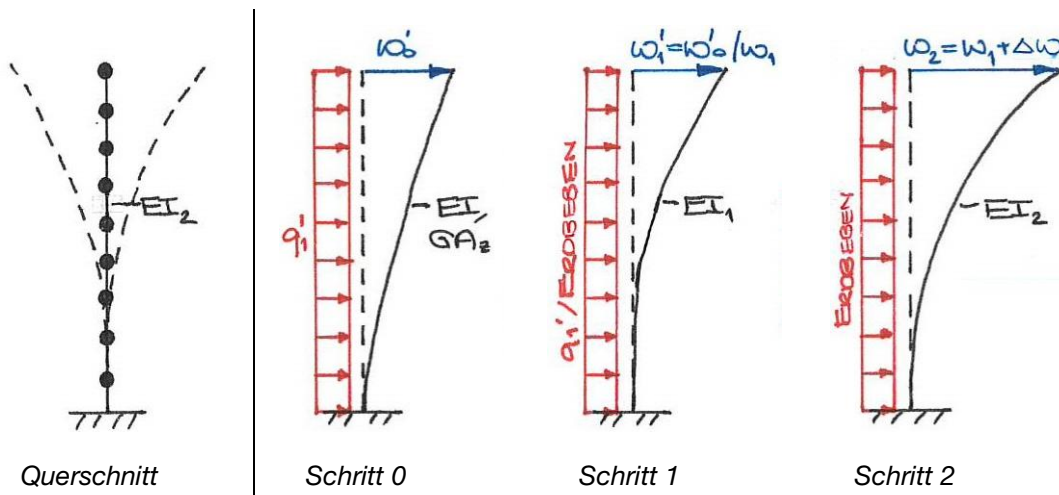 EI₂
Querschnitt
w₀'
q₁'
EI,
GA_z
Schritt 0
w₁'=w₀'/w₁
q₁'/ERDBEBEN
EI₁
Schritt 1
w₂=w₁+Δw
ERDBEBEN
EI₂
Schritt 2